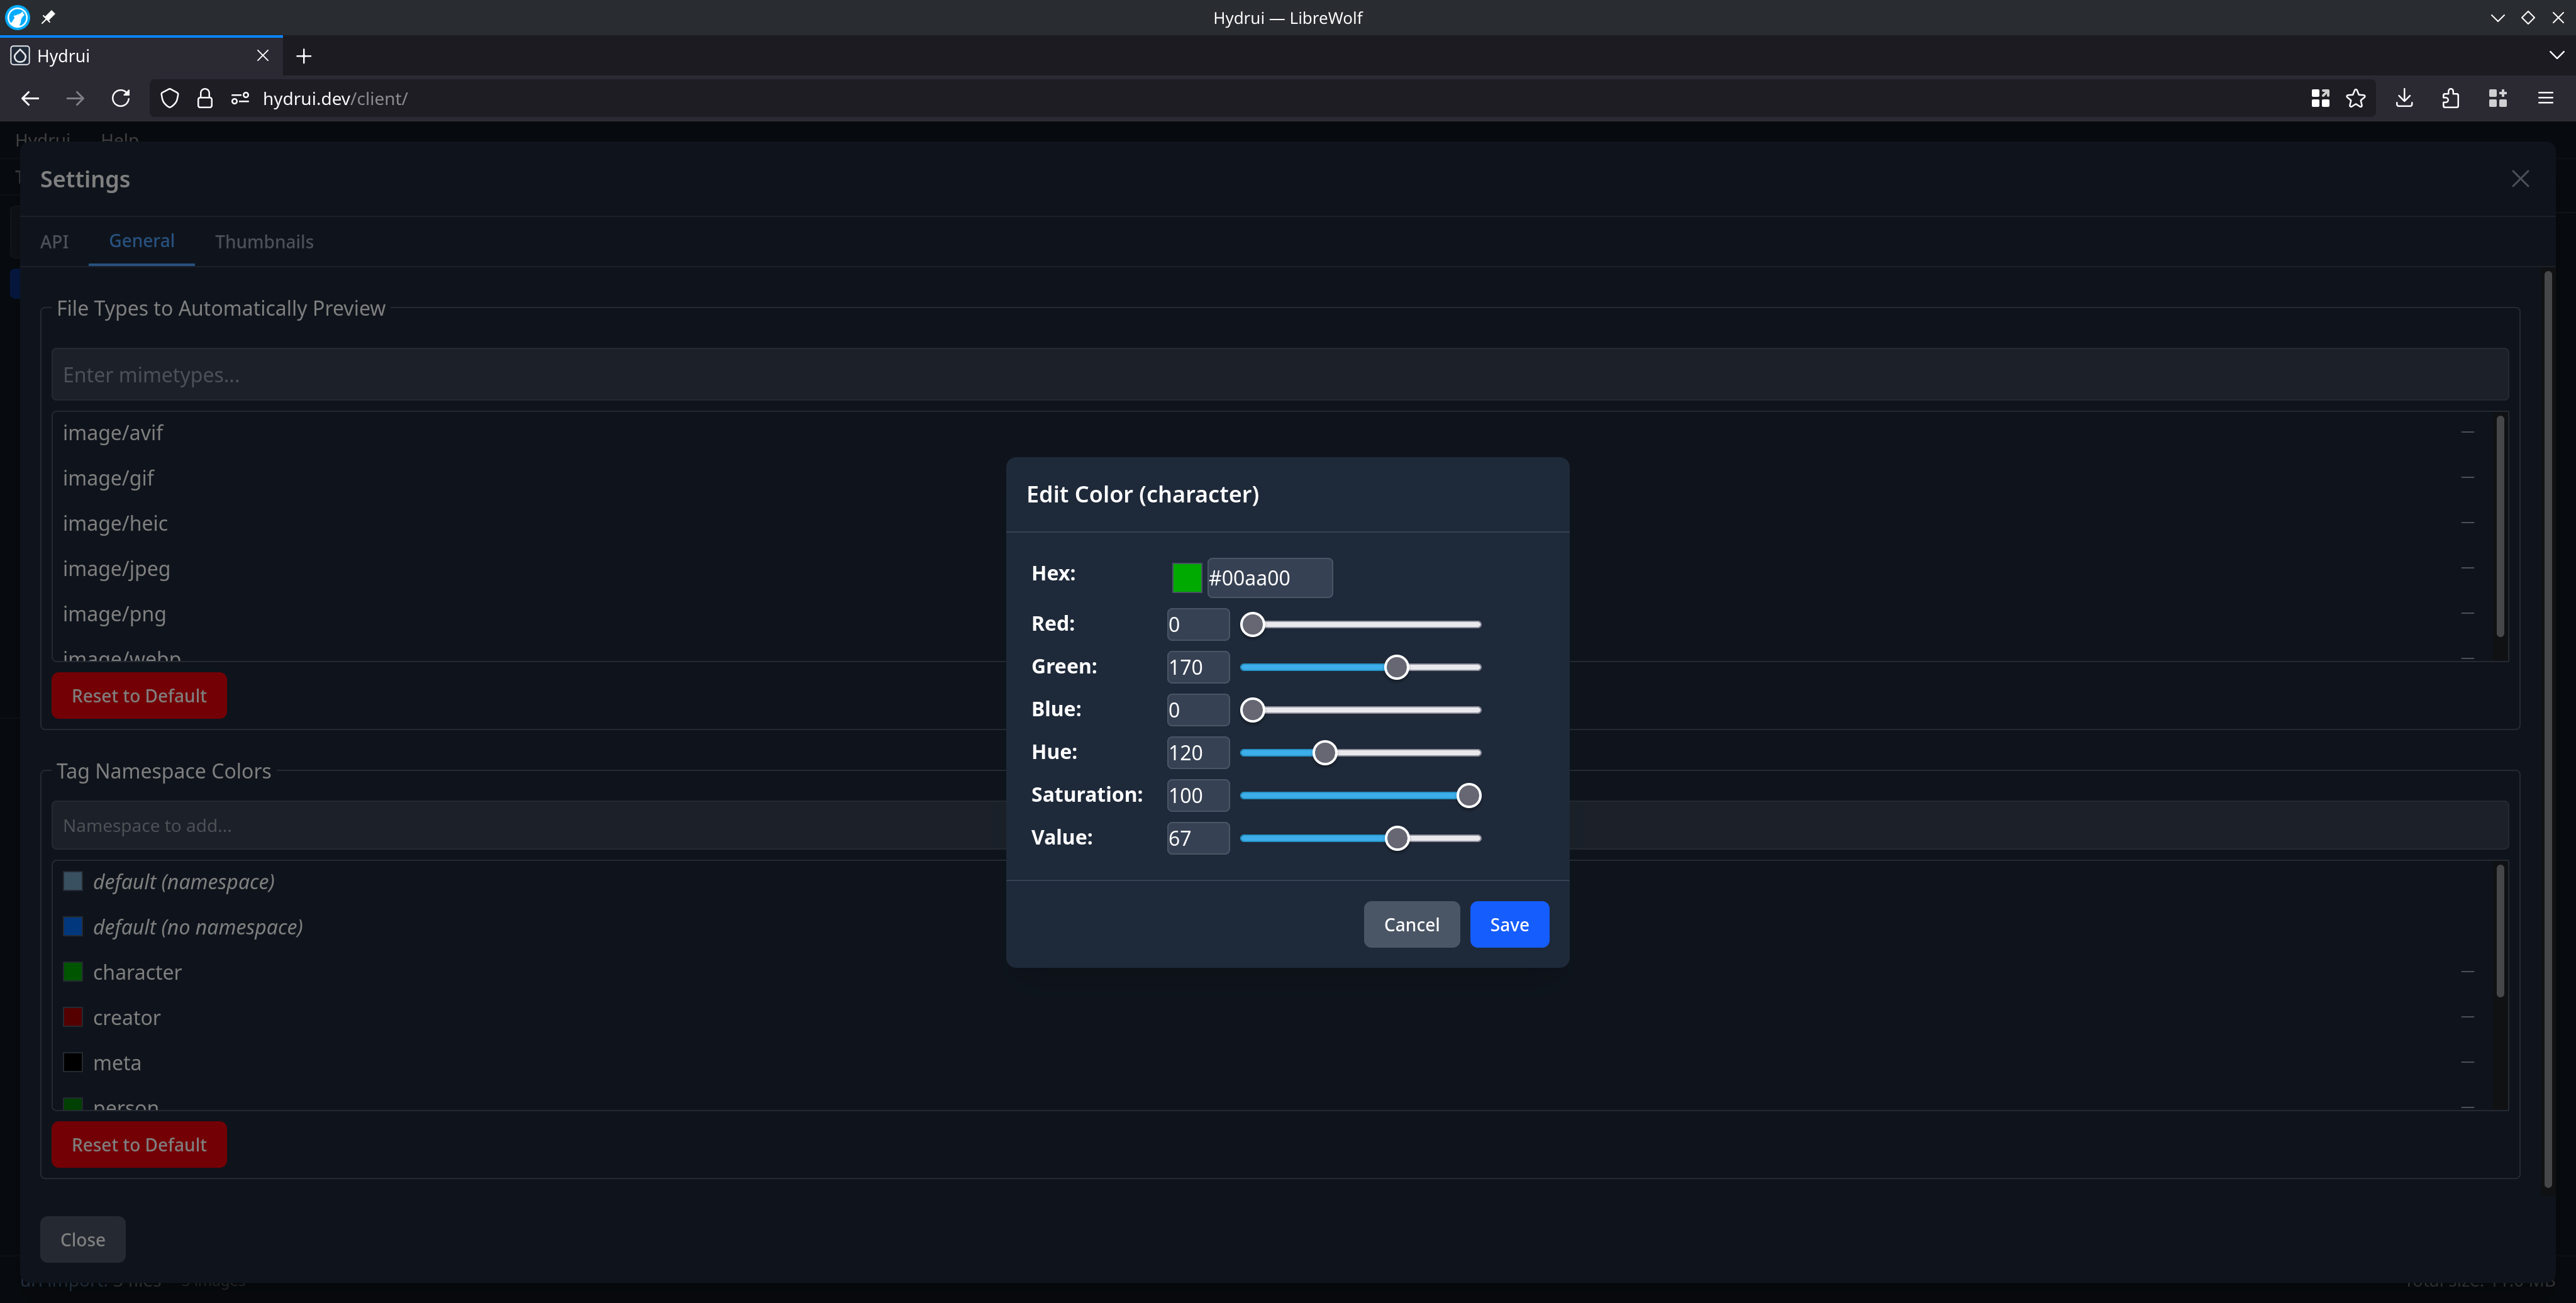 Hydrui — LibreWolf
Hydrui
hydrui.dev/client/
Hydrui Help
Settings
API General Thumbnails
File Types to Automatically Preview
Enter mimetypes...
image/avif
image/gif
image/heic
image/jpeg
image/png
image/webp
Reset to Default
Tag Namespace Colors
Namespace to add...
default (namespace)
default (no namespace)
character
creator
meta
person
Reset to Default
Close
Edit Color (character)
Hex: #00aa00
Red: 0
Green: 170
Blue: 0
Hue: 120
Saturation: 100
Value: 67
Cancel Save